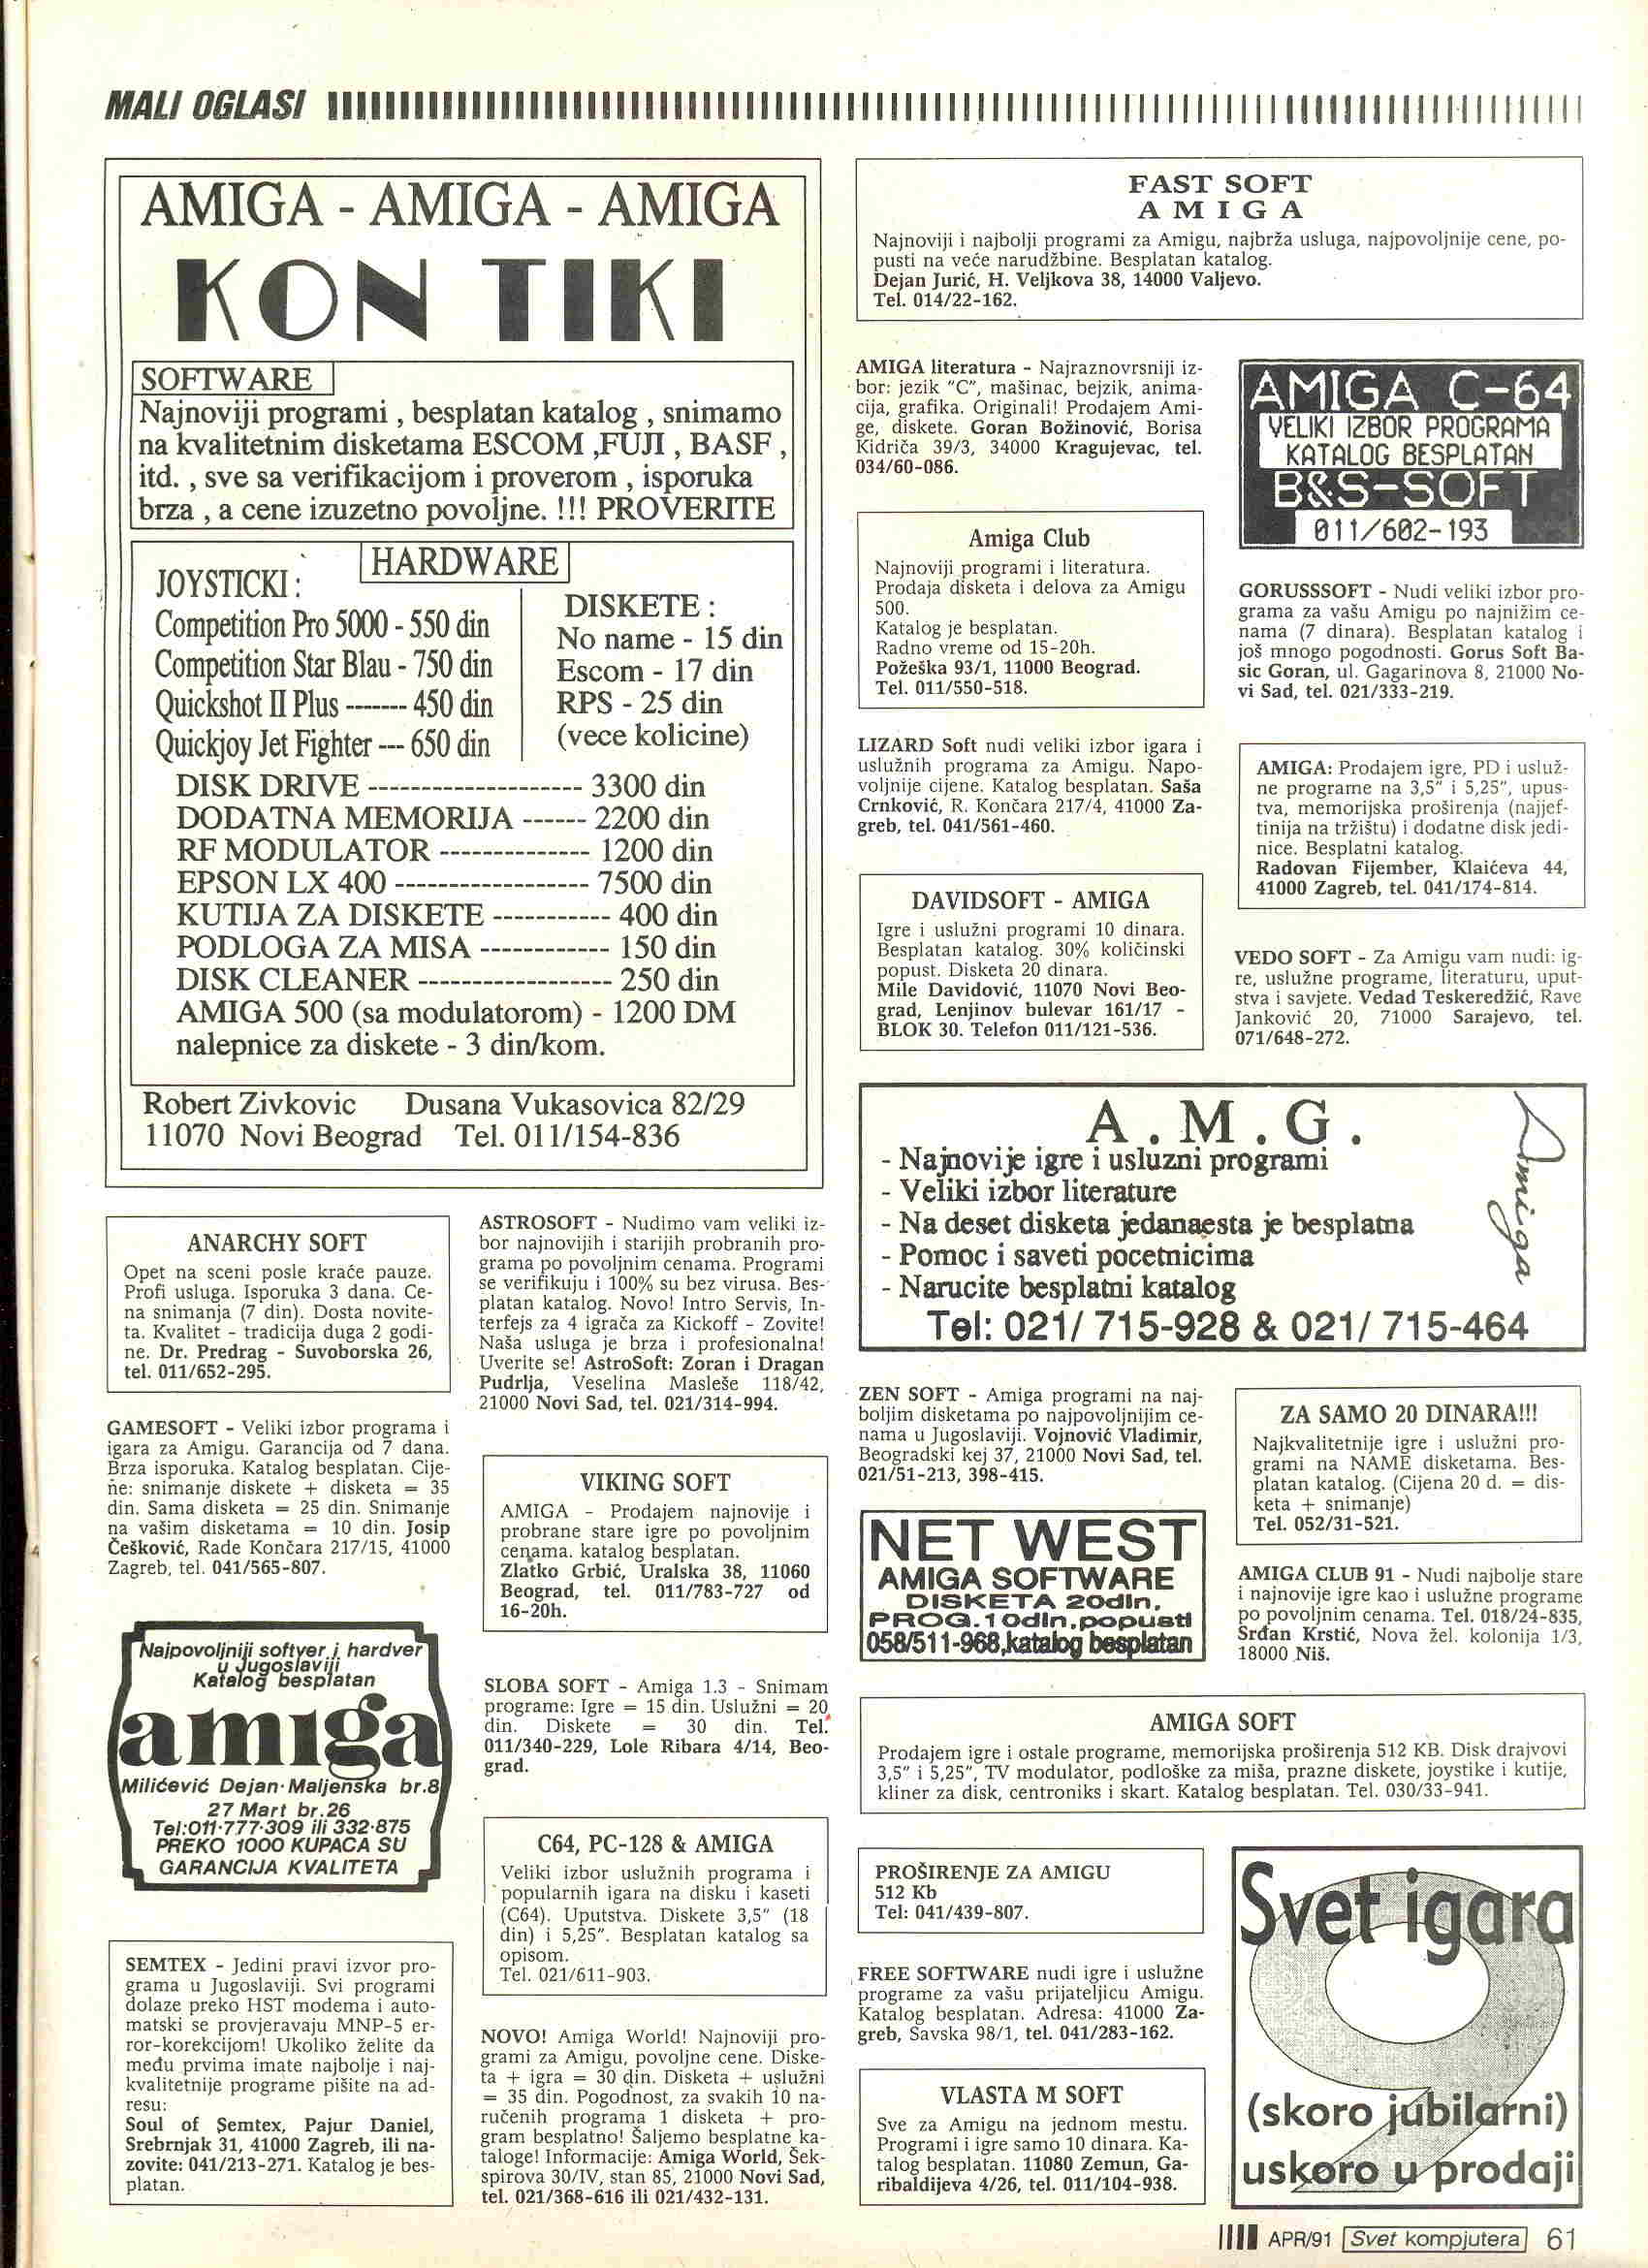 MALI OGLASI
AMIGA - AMIGA - AMIGA
KON TIKI
SOFTWARE
Najnoviji programi , besplatan katalog , snimamo
na kvalitetnim disketama ESCOM ,FUJI , BASF ,
itd. , sve sa verifikacijom i proverom , isporuka
brza , a cene izuzetno povoljne. !!! PROVERITE
HARDWARE
JOYSTICKI :
Competition Pro 5000 - 550 din
Competition Star Blau - 750 din
Quickshot II Plus ------- 450 din
Quickjoy Jet Fighter --- 650 din
DISKETE :
No name - 15 din
Escom - 17 din
RPS - 25 din
(vece kolicine)
DISK DRIVE -------------------- 3300 din
DODATNA MEMORIJA ------ 2200 din
RF MODULATOR -------------- 1200 din
EPSON LX 400 ------------------ 7500 din
KUTIJA ZA DISKETE ----------- 400 din
PODLOGA ZA MISA ------------ 150 din
DISK CLEANER ------------------ 250 din
AMIGA 500 (sa modulatorom) - 1200 DM
nalepnice za diskete - 3 din/kom.
Robert Zivkovic Dusana Vukasovica 82/29
11070 Novi Beograd Tel. 011/154-836
ANARCHY SOFT
Opet na sceni posle kraće pauze.
Profi usluga. Isporuka 3 dana. Ce-
na snimanja (7 din). Dosta novite-
ta. Kvalitet - tradicija duga 2 godi-
ne. Dr. Predrag - Suvoborska 26,
tel. 011/652-295.
GAMESOFT - Veliki izbor programa i
igara za Amigu. Garancija od 7 dana.
Brza isporuka. Katalog besplatan. Cije-
ne: snimanje diskete + disketa = 35
din. Sama disketa = 25 din. Snimanje
na vašim disketama = 10 din. Josip
Češković, Rade Končara 217/15, 41000
Zagreb, tel. 041/565-807.
Najpovoljniji softver i hardver
u Jugoslaviji
Katalog besplatan
amiga
Milićević Dejan·Maljenska br.8
27 Mart br.26
Tel:011·777·309 ili 332·875
PREKO 1000 KUPACA SU
GARANCIJA KVALITETA
SEMTEX - Jedini pravi izvor pro-
grama u Jugoslaviji. Svi programi
dolaze preko HST modema i auto-
matski se provjeravaju MNP-5 er-
ror-korekcijom! Ukoliko želite da
među prvima imate najbolje i naj-
kvalitetnije programe pišite na ad-
resu:
Soul of Semtex, Pajur Daniel,
Srebrnjak 31, 41000 Zagreb, ili na-
zovite: 041/213-271. Katalog je bes-
platan.
ASTROSOFT - Nudimo vam veliki iz-
bor najnovijih i starijih probranih pro-
grama po povoljnim cenama. Programi
se verifikuju i 100% su bez virusa. Bes-
platan katalog. Novo! Intro Servis, In-
terfejs za 4 igrača za Kickoff - Zovite!
Naša usluga je brza i profesionalna!
Uverite se! AstroSoft: Zoran i Dragan
Pudrlja, Veselina Masleše 118/42,
21000 Novi Sad, tel. 021/314-994.
VIKING SOFT
AMIGA - Prodajem najnovije i
probrane stare igre po povoljnim
cenama. katalog besplatan.
Zlatko Grbić, Uralska 38, 11060
Beograd, tel. 011/783-727 od
16-20h.
SLOBA SOFT - Amiga 1.3 - Snimam
programe: Igre = 15 din. Uslužni = 20
din. Diskete = 30 din. Tel.
011/340-229, Lole Ribara 4/14, Beo-
grad.
C64, PC-128 & AMIGA
Veliki izbor uslužnih programa i
popularnih igara na disku i kaseti
(C64). Uputstva. Diskete 3,5" (18
din) i 5,25". Besplatan katalog sa
opisom.
Tel. 021/611-903.
NOVO! Amiga World! Najnoviji pro-
grami za Amigu, povoljne cene. Diske-
ta + igra = 30 din. Disketa + uslužni
= 35 din. Pogodnost, za svakih 10 na-
ručenih programa 1 disketa + pro-
gram besplatno! Šaljemo besplatne ka-
taloge! Informacije: Amiga World, Šek-
spirova 30/IV, stan 85, 21000 Novi Sad,
tel. 021/368-616 ili 021/432-131.
FAST SOFT
A M I G A
Najnoviji i najbolji programi za Amigu, najbrža usluga, najpovoljnije cene, po-
pusti na veće narudžbine. Besplatan katalog.
Dejan Jurić, H. Veljkova 38, 14000 Valjevo.
Tel. 014/22-162.
AMIGA literatura - Najraznovrsniji iz-
bor: jezik "C", mašinac, bejzik, anima-
cija, grafika. Originali! Prodajem Ami-
ge, diskete. Goran Božinović, Borisa
Kidriča 39/3, 34000 Kragujevac, tel.
034/60-086.
Amiga Club
Najnoviji programi i literatura.
Prodaja disketa i delova za Amigu
500.
Katalog je besplatan.
Radno vreme od 15-20h.
Požeška 93/1, 11000 Beograd.
Tel. 011/550-518.
LIZARD Soft nudi veliki izbor igara i
uslužnih programa za Amigu. Napo-
voljnije cijene. Katalog besplatan. Saša
Crnković, R. Končara 217/4, 41000 Za-
greb, tel. 041/561-460.
DAVIDSOFT - AMIGA
Igre i uslužni programi 10 dinara.
Besplatan katalog. 30% količinski
popust. Disketa 20 dinara.
Mile Davidović, 11070 Novi Beo-
grad, Lenjinov bulevar 161/17 -
BLOK 30. Telefon 011/121-536.
AMIGA C-64
VELIKI IZBOR PROGRAMA
KATALOG BESPLATAN
B&S-SOFT
011/602-193
GORUSSSOFT - Nudi veliki izbor pro-
grama za vašu Amigu po najnižim ce-
nama (7 dinara). Besplatan katalog i
još mnogo pogodnosti. Gorus Soft Ba-
sic Goran, ul. Gagarinova 8, 21000 No-
vi Sad, tel. 021/333-219.
AMIGA: Prodajem igre, PD i usluž-
ne programe na 3,5" i 5,25", upus-
tva, memorijska proširenja (najjef-
tinija na tržištu) i dodatne disk jedi-
nice. Besplatni katalog.
Radovan Fijember, Klaićeva 44,
41000 Zagreb, tel. 041/174-814.
VEDO SOFT - Za Amigu vam nudi: ig-
re, uslužne programe, literaturu, uput-
stva i savjete. Vedad Teskeredžić, Rave
Janković 20, 71000 Sarajevo, tel.
071/648-272.
A . M . G .
- Najnovije igre i usluzni programi
- Veliki izbor literature
- Na deset disketa jedanaesta je besplatna
- Pomoc i saveti pocetnicima
- Narucite besplatni katalog
Amiga
Tel: 021/ 715-928 & 021/ 715-464
ZEN SOFT - Amiga programi na naj-
boljim disketama po najpovoljnijim ce-
nama u Jugoslaviji. Vojnović Vladimir,
Beogradski kej 37, 21000 Novi Sad, tel.
021/51-213, 398-415.
NET WEST
AMIGA SOFTWARE
DISKETA 20din,
PROG.10din,popusti
058/511-968,katalog besplatan
ZA SAMO 20 DINARA!!!
Najkvalitetnije igre i uslužni pro-
grami na NAME disketama. Bes-
platan katalog. (Cijena 20 d. = dis-
keta + snimanje)
Tel. 052/31-521.
AMIGA CLUB 91 - Nudi najbolje stare
i najnovije igre kao i uslužne programe
po povoljnim cenama. Tel. 018/24-835,
Srđan Krstić, Nova žel. kolonija 1/3,
18000 Niš.
AMIGA SOFT
Prodajem igre i ostale programe, memorijska proširenja 512 KB. Disk drajvovi
3,5" i 5,25", TV modulator, podloške za miša, prazne diskete, joystike i kutije,
kliner za disk, centroniks i skart. Katalog besplatan. Tel. 030/33-941.
PROŠIRENJE ZA AMIGU
512 Kb
Tel: 041/439-807.
FREE SOFTWARE nudi igre i uslužne
programe za vašu prijateljicu Amigu.
Katalog besplatan. Adresa: 41000 Za-
greb, Savska 98/1, tel. 041/283-162.
VLASTA M SOFT
Sve za Amigu na jednom mestu.
Programi i igre samo 10 dinara. Ka-
talog besplatan. 11080 Zemun, Ga-
ribaldijeva 4/26, tel. 011/104-938.
Svet igara
9
(skoro jubilarni)
uskoro u prodaji
APR/91 Svet kompjutera 61